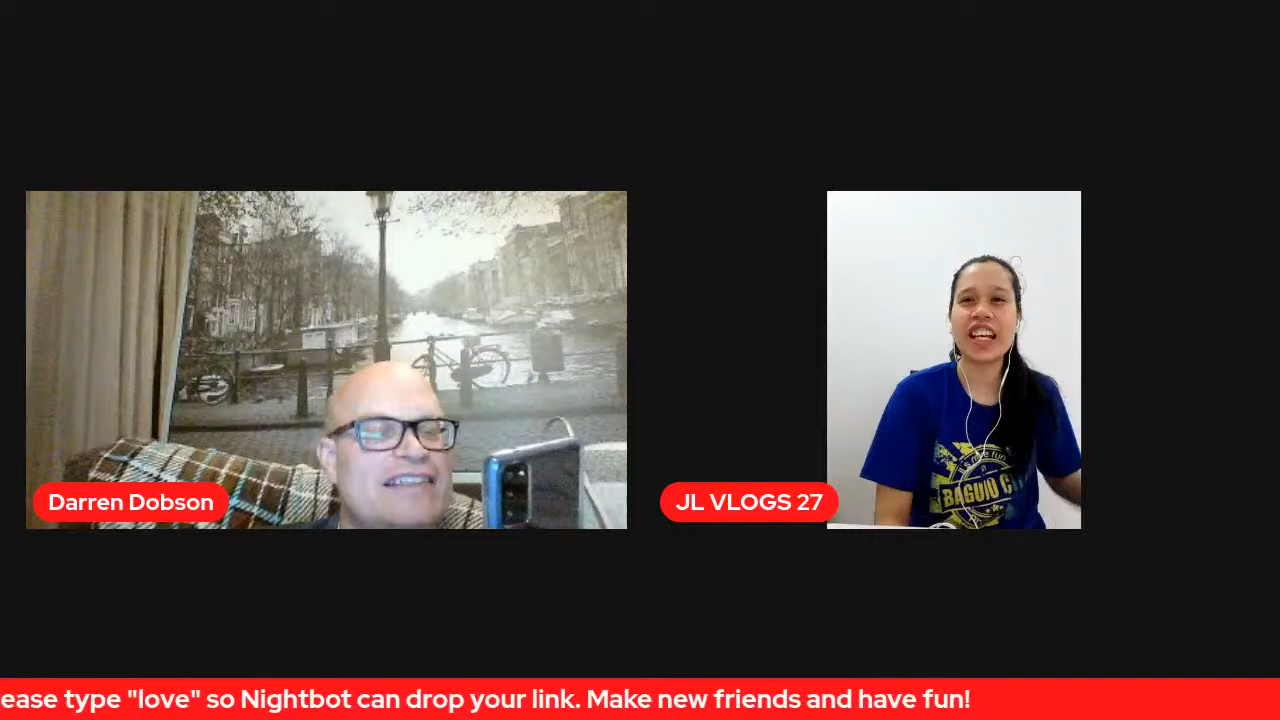 Darren Dobson
JL VLOGS 27
BAGUIO C
ease type "love" so Nightbot can drop your link. Make new friends and have fun!